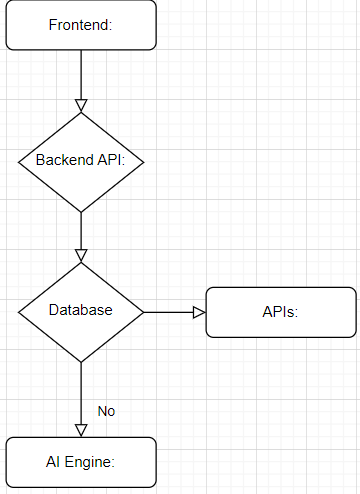 Frontend:
Backend API:
Database
APIs:
No
AI Engine: